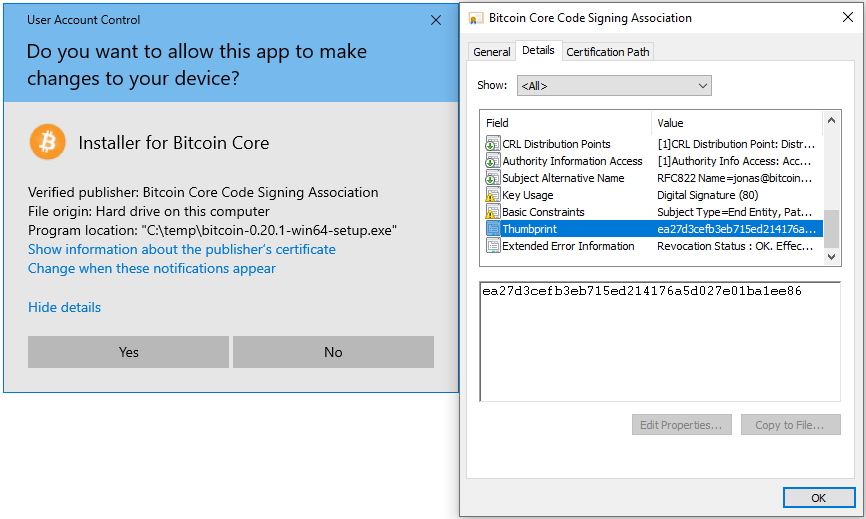 User Account Control
Do you want to allow this app to make
changes to your device?
Installer for Bitcoin Core
Verified publisher: Bitcoin Core Code Signing Association
File origin: Hard drive on this computer
Program location: "C:\temp\bitcoin-0.20.1-win64-setup.exe"
Show information about the publisher's certificate
Change when these notifications appear
Hide details
Yes No
Bitcoin Core Code Signing Association
General Details Certification Path
Show: <All>
Field Value
CRL Distribution Points [1]CRL Distribution Point: Distr...
Authority Information Access [1]Authority Info Access: Acc...
Subject Alternative Name RFC822 Name=jonas@bitcoin...
Key Usage Digital Signature (80)
Basic Constraints Subject Type=End Entity, Pat...
Thumbprint ea27d3cefb3eb715ed214176a...
Extended Error Information Revocation Status : OK. Effec...
ea27d3cefb3eb715ed214176a5d027e01ba1ee86
Edit Properties... Copy to File...
OK